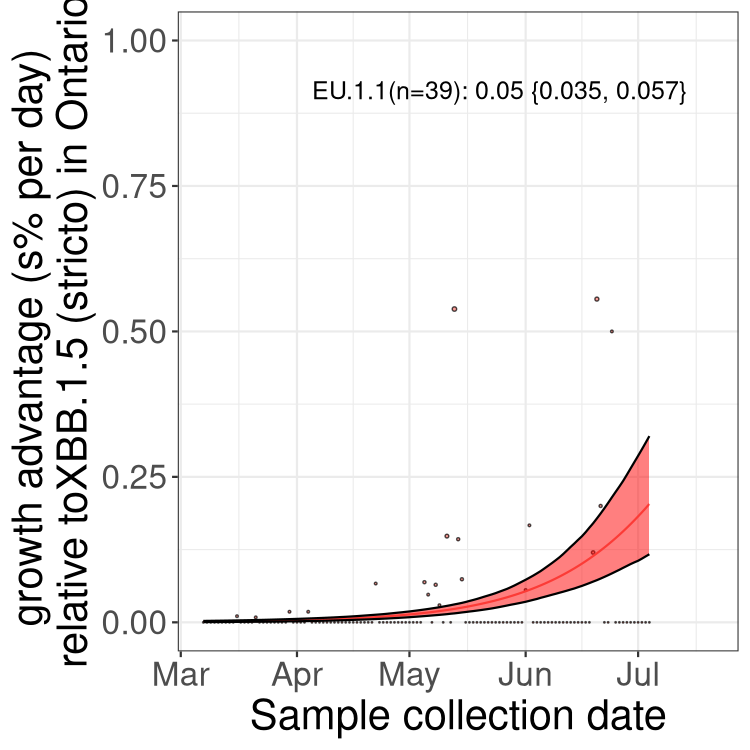 growth advantage (s% per day)
relative toXBB.1.5 (stricto) in Ontario
1.00
0.75
0.50
0.25
0.00
EU.1.1(n=39): 0.05 {0.035, 0.057}
Mar Apr May Jun Jul
Sample collection date